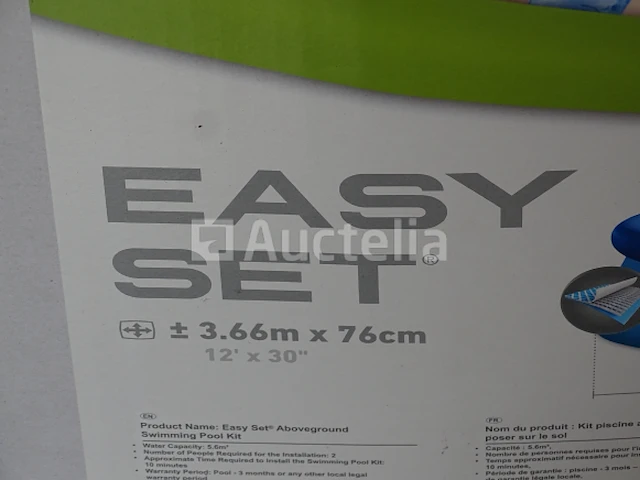 EASY
SET®
Auctelia
± 3.66m x 76cm
12' x 30"
EN
Product Name: Easy Set® Aboveground
Swimming Pool Kit
• Water Capacity: 5.6m³
• Number of People Required for the Installation: 2
• Approximate Time Required to Install the Swimming Pool Kit:
10 minutes
• Warranty Period: Pool - 3 months or any other local legal
warranty period
FR
Nom du produit : Kit piscine
poser sur le sol
• Capacité : 5.6m³,
• Nombre de personnes requises pour
• Temps approximatif nécessaire pour
10 minutes,
• Période de garantie : piscine - 3 mois
de garantie légale locale.